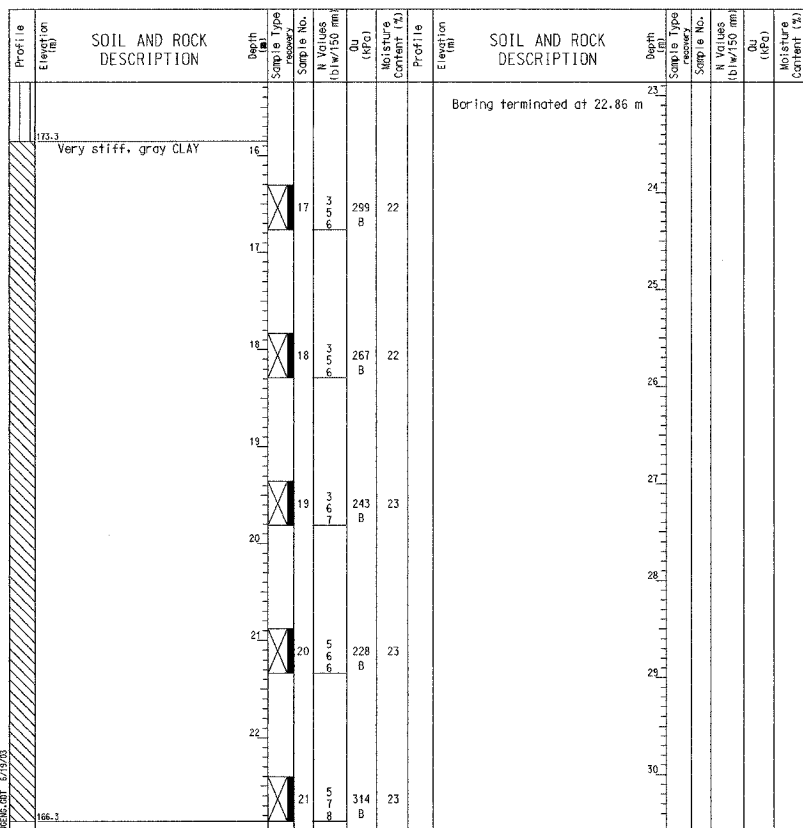 Profile
Elevation (m)
SOIL AND ROCK DESCRIPTION
Depth (m)
Sample Type recovery
Sample No.
N Values (blw/150 mm)
Qu (kPa)
Moisture Content (%)
Profile
Elevation (m)
SOIL AND ROCK DESCRIPTION
Depth (m)
Sample Type recovery
Sample No.
N Values (blw/150 mm)
Qu (kPa)
Moisture Content (%)
173.3
Very stiff, gray CLAY
16
17 3 5 6 299 B 22
17
18
18 3 5 6 267 B 22
19
19 3 6 7 243 B 23
20
21
20 5 6 6 228 B 23
22
21 5 7 8 314 B 23
166.3
23
Boring terminated at 22.86 m
24
25
26
27
28
29
30
6/19/03